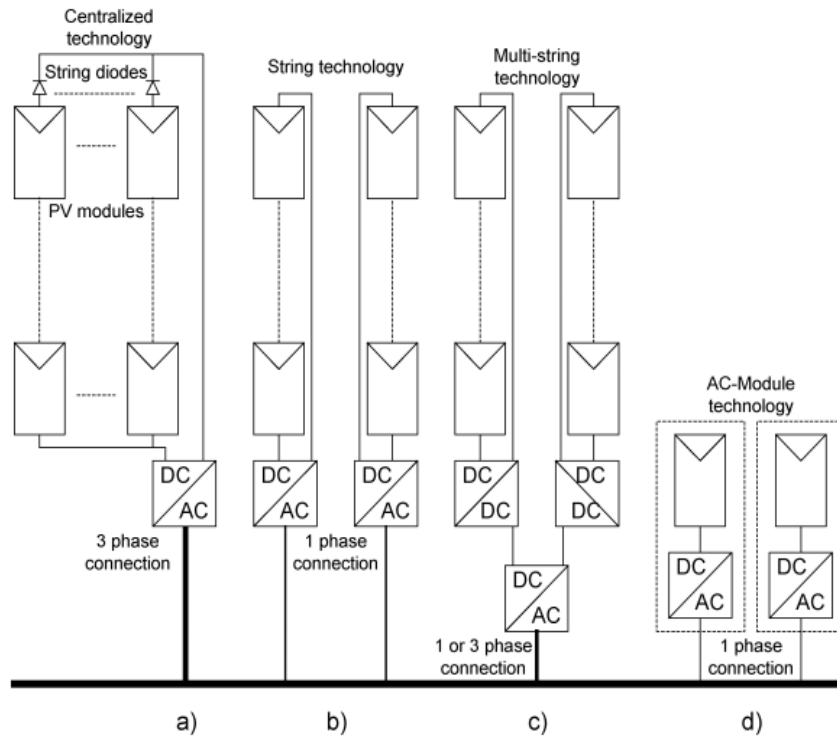 Centralized
technology
String diodes
PV modules
DC
AC
3 phase
connection
String technology
DC
AC
DC
AC
1 phase
connection
Multi-string
technology
DC
DC
DC
DC
DC
AC
1 or 3 phase
connection
AC-Module
technology
DC
AC
DC
AC
1 phase
connection
a)
b)
c)
d)